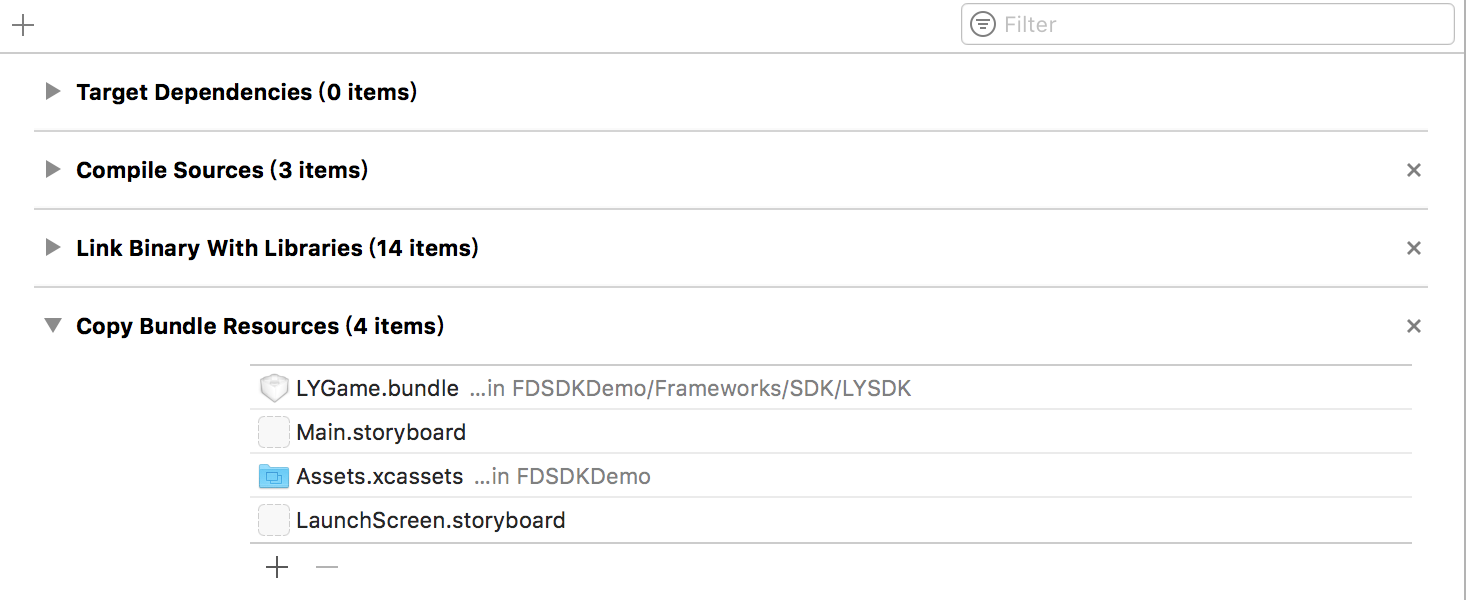 Filter
Target Dependencies (0 items)
Compile Sources (3 items)
Link Binary With Libraries (14 items)
Copy Bundle Resources (4 items)
LYGame.bundle ...in FDSDKDemo/Frameworks/SDK/LYSDK
Main.storyboard
Assets.xcassets ...in FDSDKDemo
LaunchScreen.storyboard